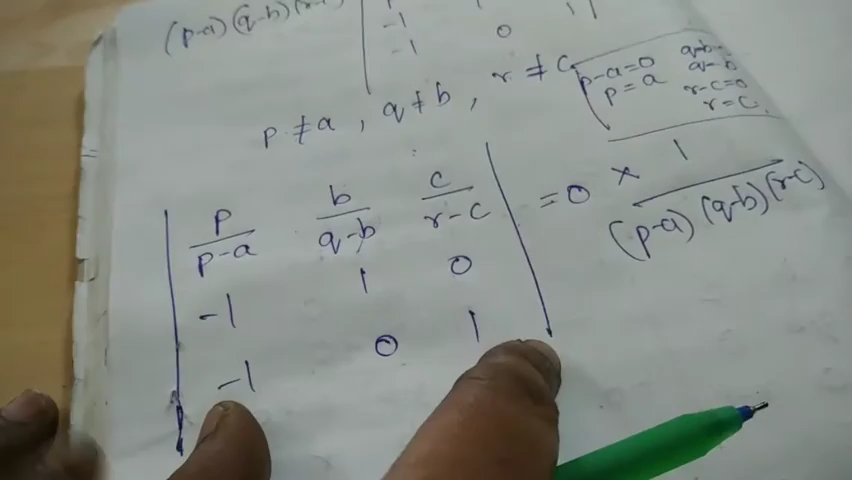 (p-a) (q-b) (r-c)
-1
-1 0
p ≠ a , q ≠ b , r ≠ c
p-a=0
p = a
r-c=0
r=c
| p/(p-a) b/(q-b) c/(r-c) | = 0 × 1/((p-a) (q-b) (r-c))
-1 1 0
-1 0 1